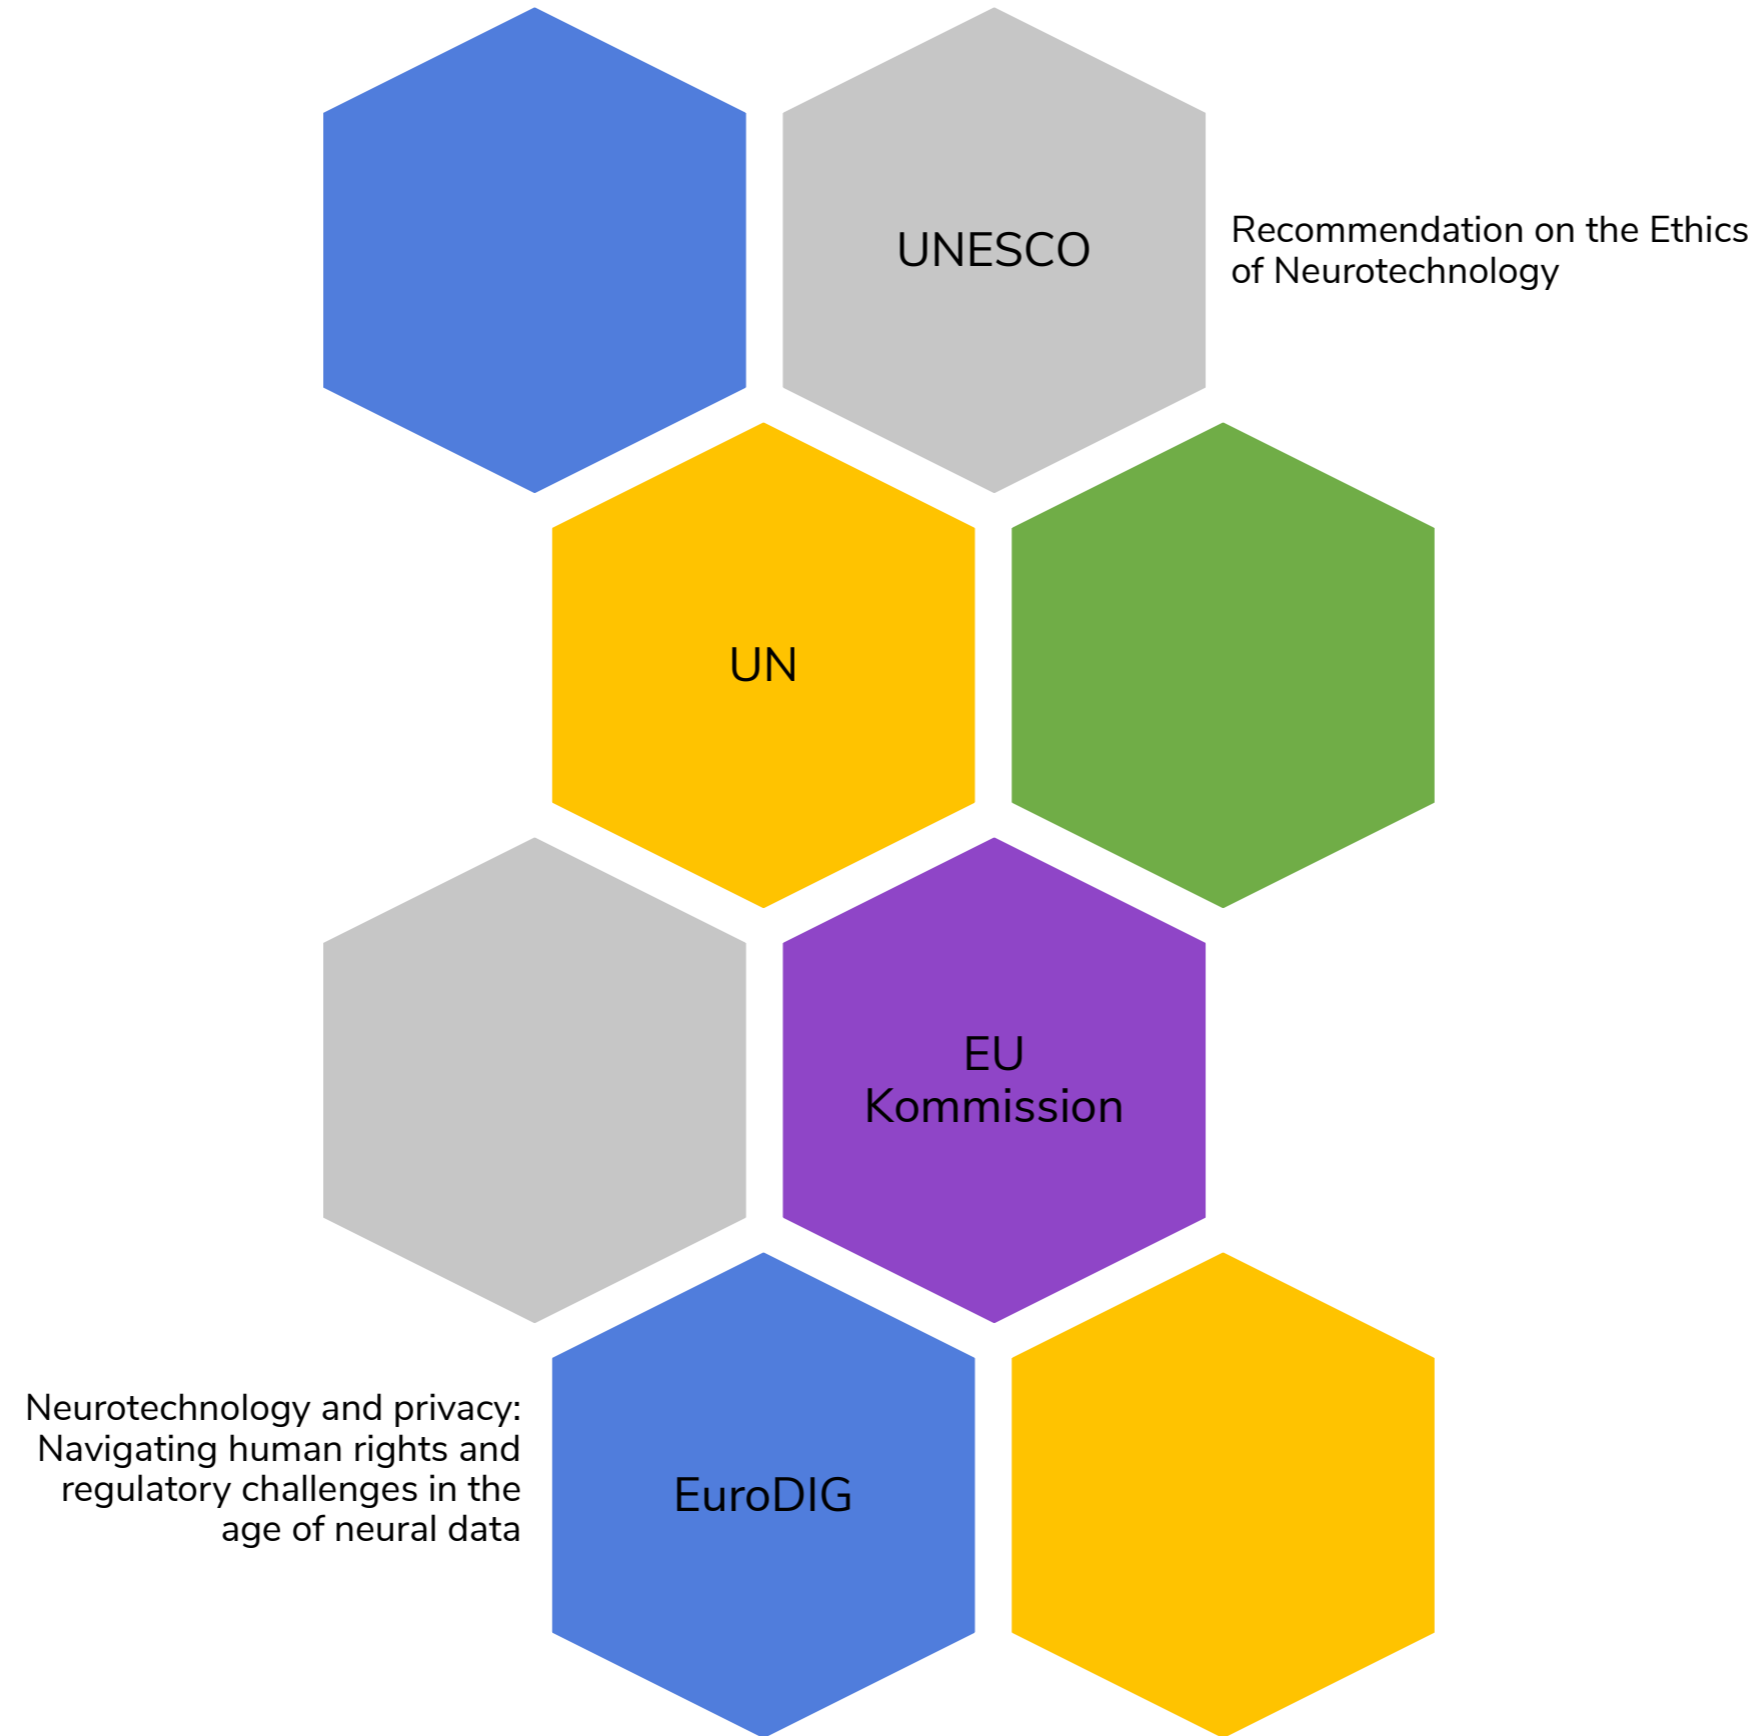 UNESCO
Recommendation on the Ethics
of Neurotechnology
UN
EU
Kommission
Neurotechnology and privacy:
Navigating human rights and
regulatory challenges in the
age of neural data
EuroDIG